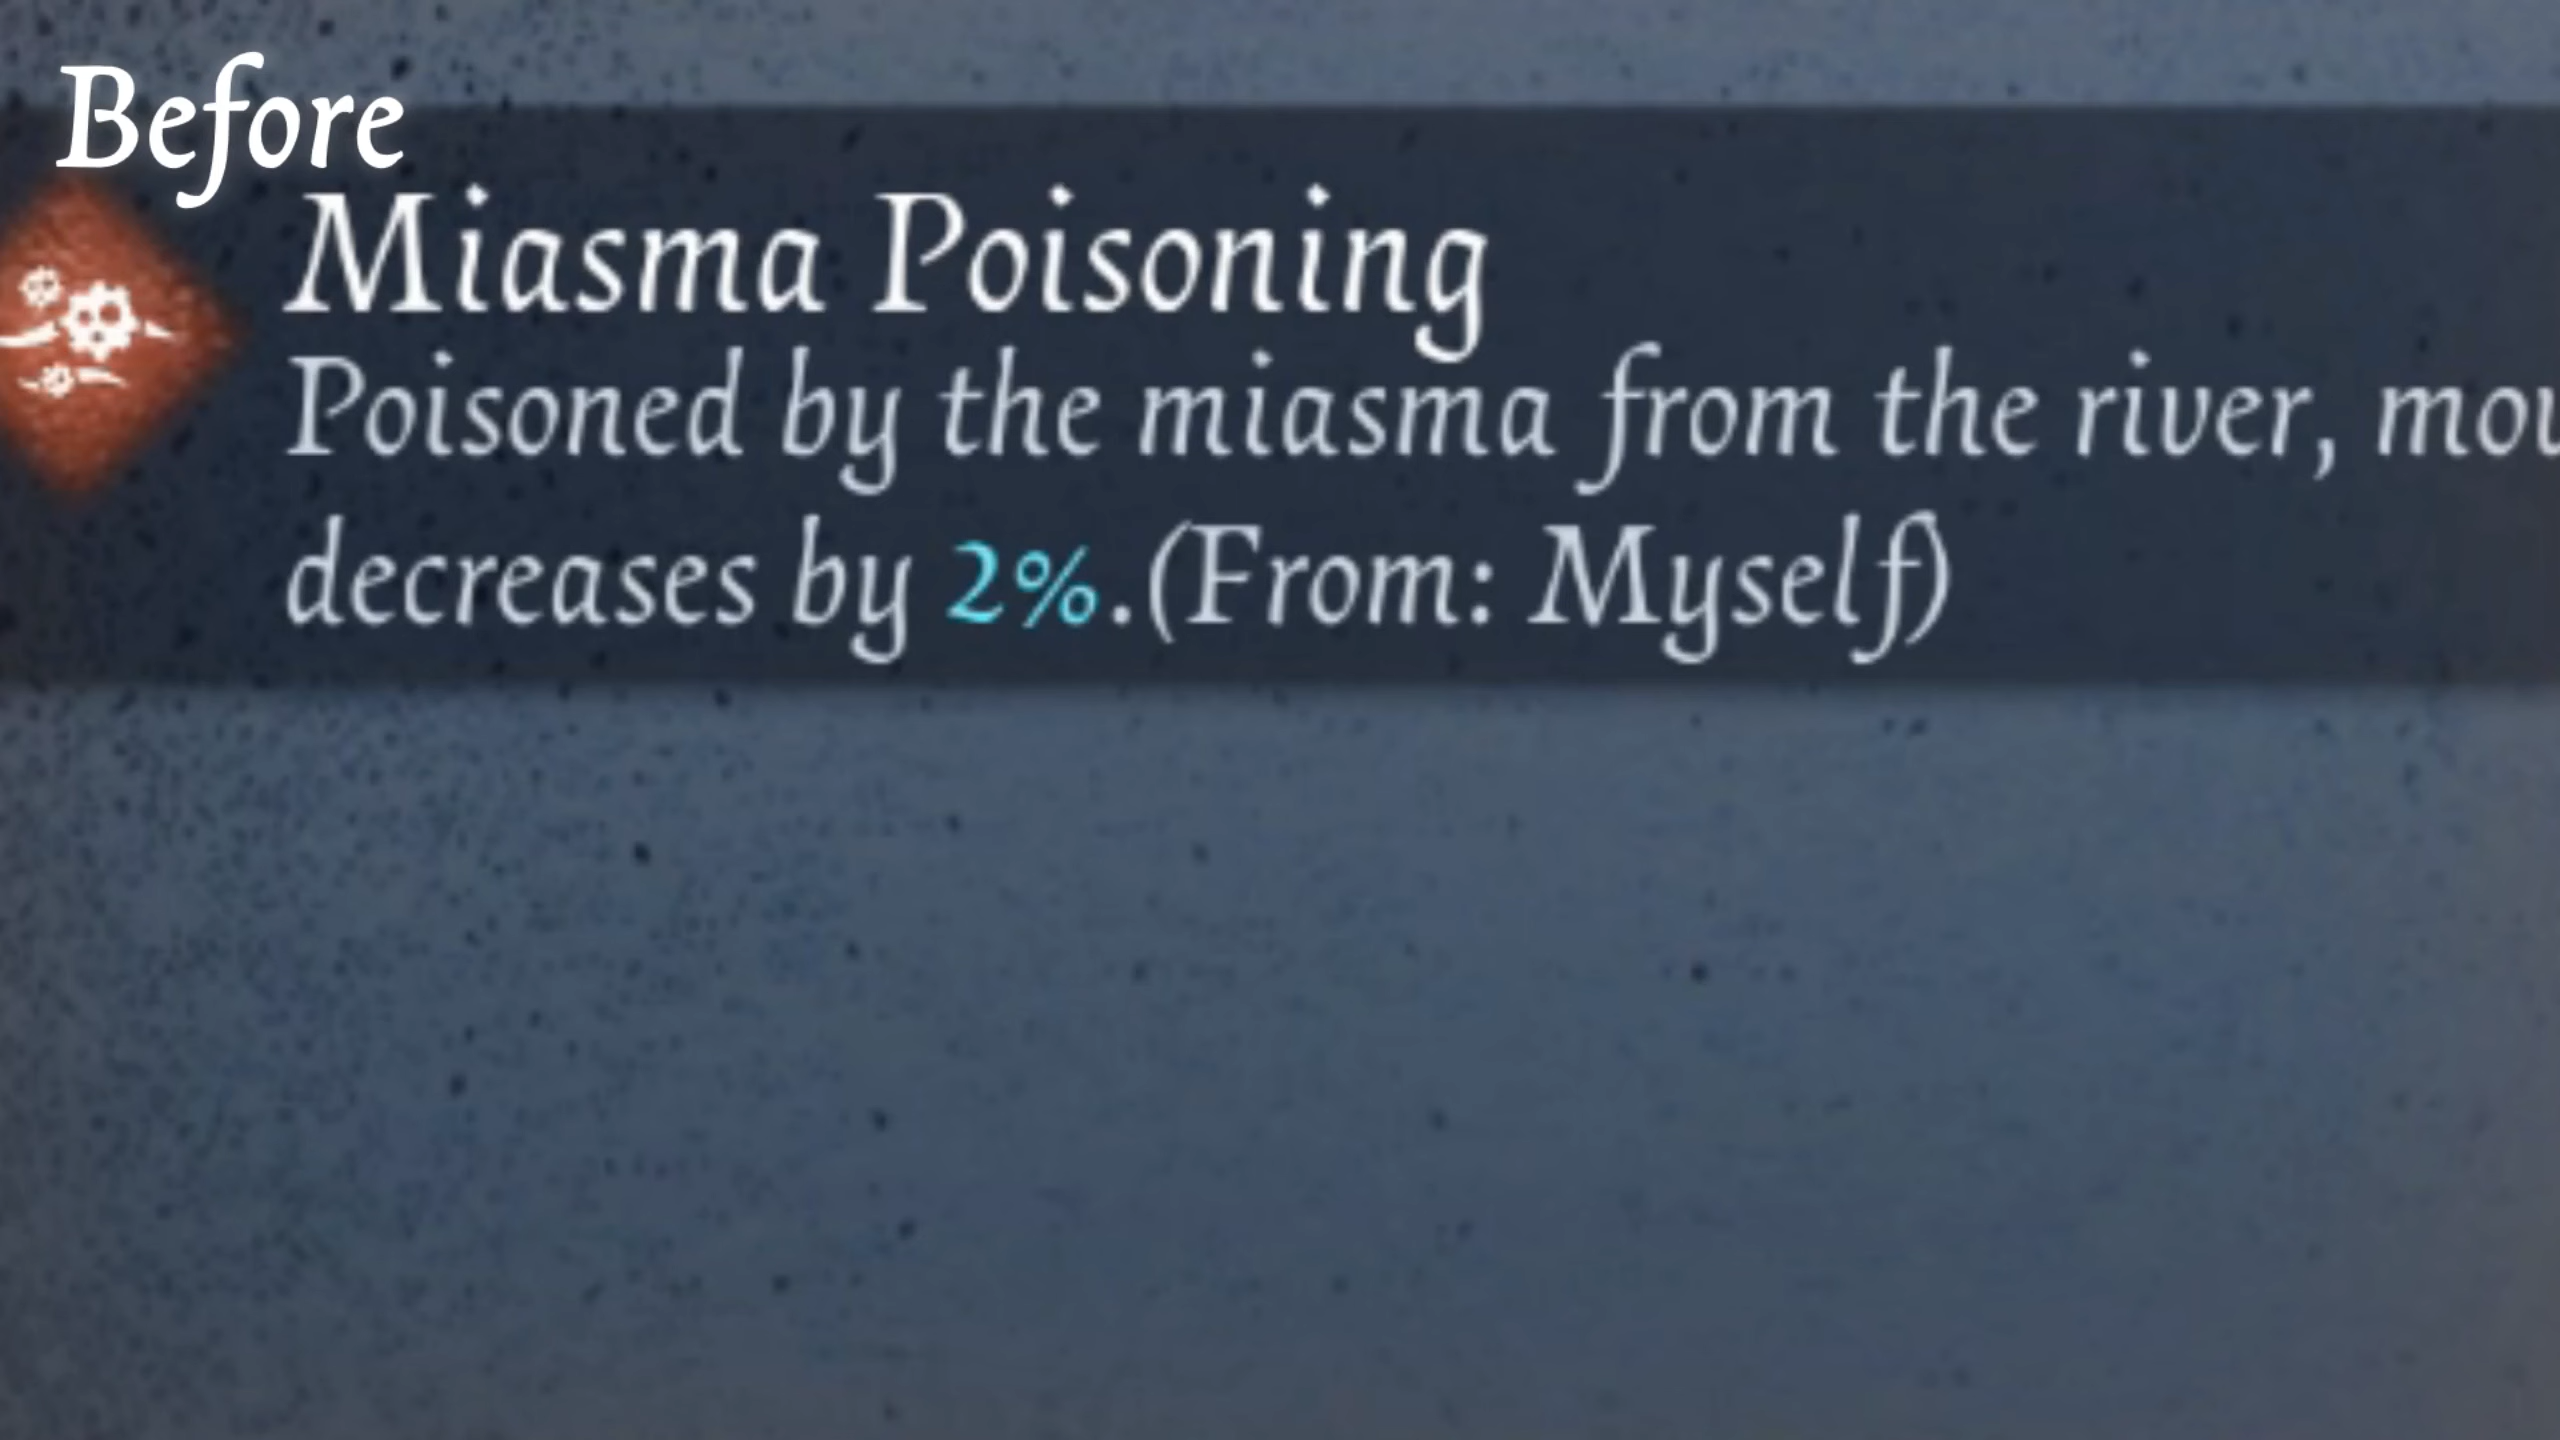 Before
Miasma Poisoning
Poisoned by the miasma from the river,
decreases by 2%.(From: Myself)